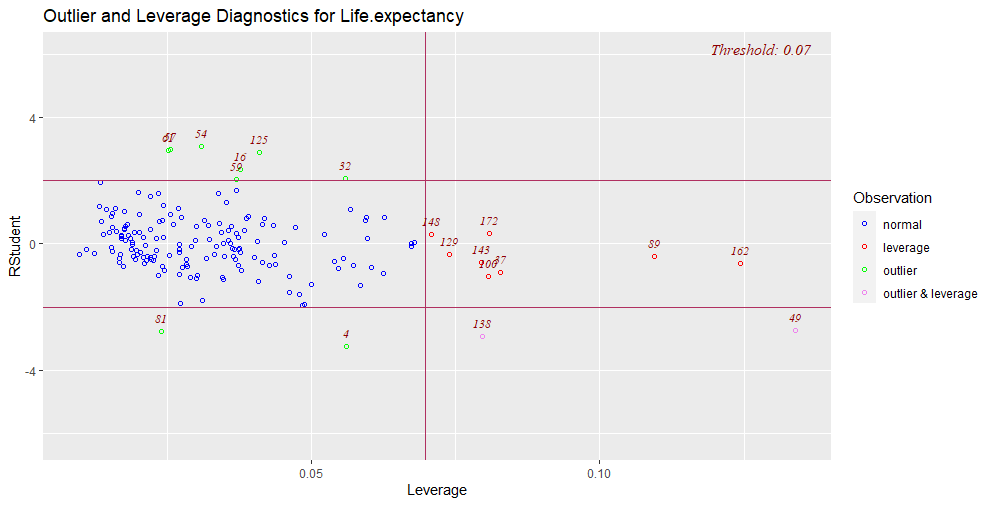 Outlier and Leverage Diagnostics for Life.expectancy
Threshold: 0.07
54
125
16
59
32
148
172
129
143
89
162
81
4
138
49
4
0
-4
0.05
0.10
RStudent
Leverage
Observation
normal
leverage
outlier
outlier & leverage